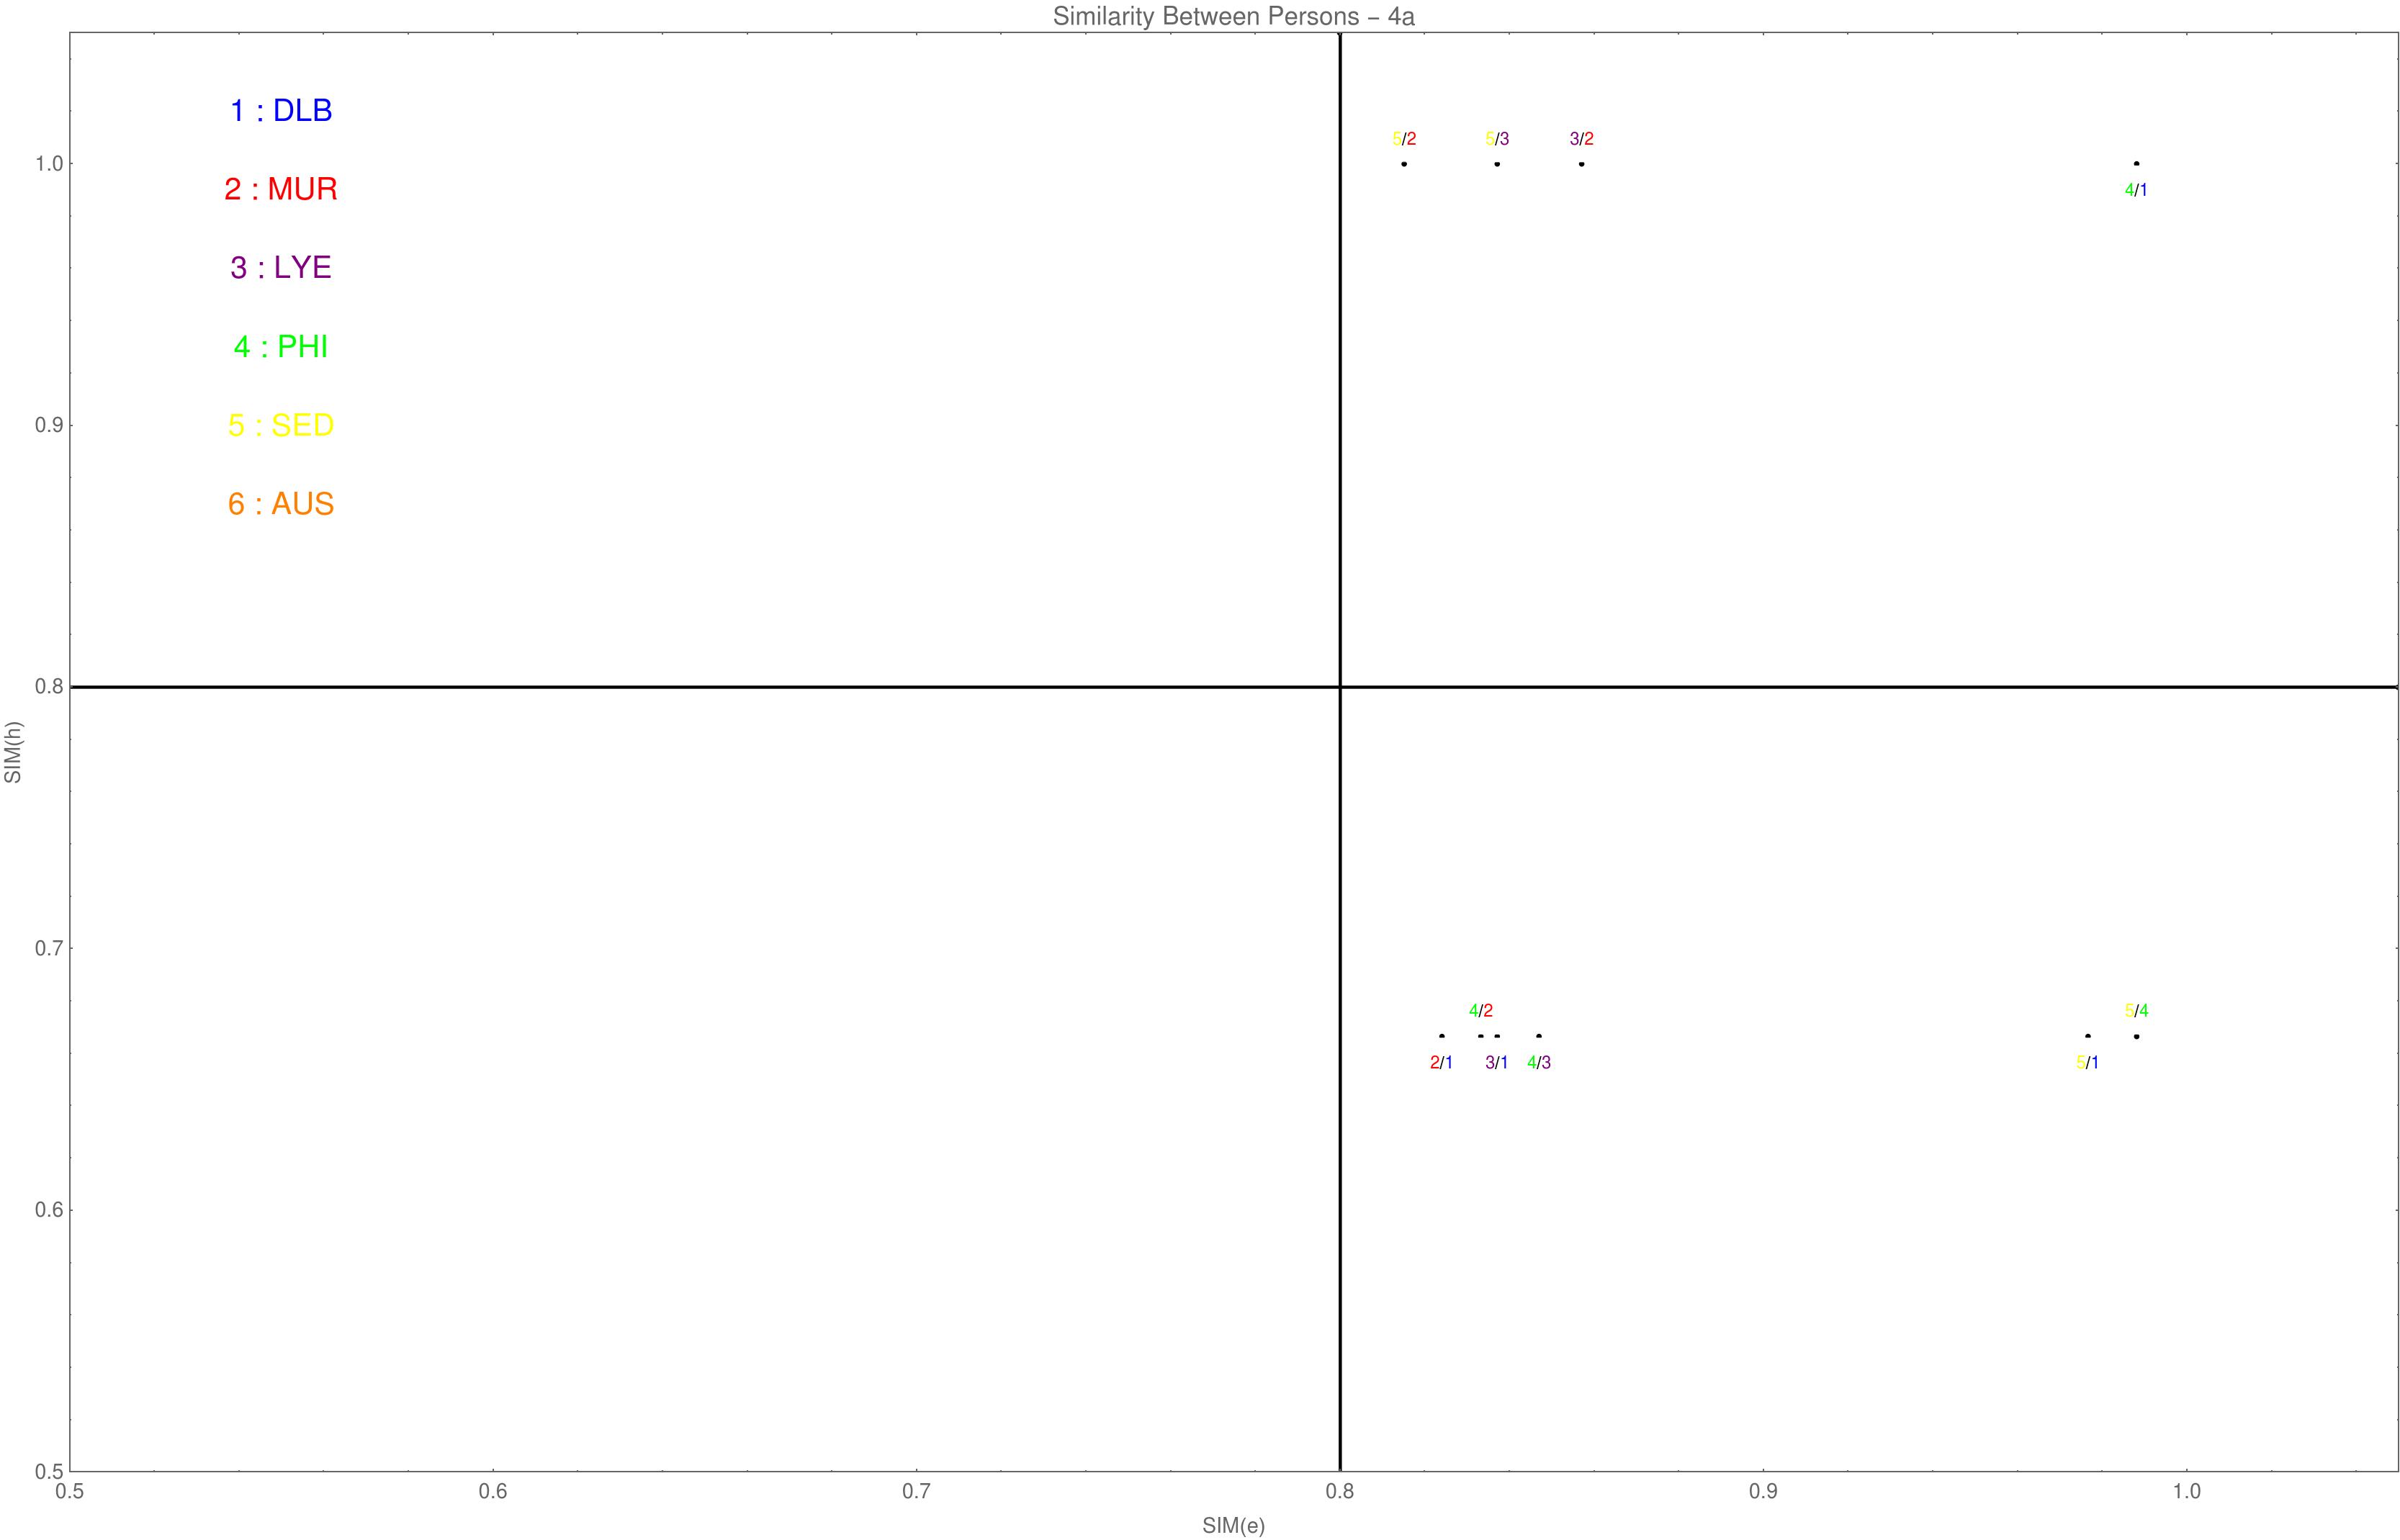 Similarity Between Persons – 4a
1 : DLB
2 : MUR
3 : LYE
4 : PHI
5 : SED
6 : AUS
5/2 5/3 3/2
4/1
4/2 5/4
2/1 3/1 4/3 5/1
1.0
0.9
0.8
0.7
0.6
0.5
SIM(h)
0.5 0.6 0.7 0.8 0.9 1.0
SIM(e)